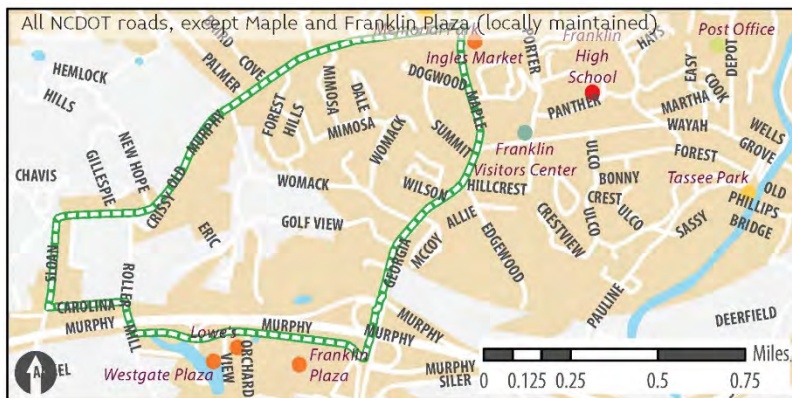 All NCDOT roads, except Maple and Franklin Plaza (locally maintained)
THIRD
COVE
PALMER
HEMLOCK
HILLS
Memorial Park
Ingles Market
PORTER
Franklin
High
School
HAYS
Post Office
DEPOT
EASY
COOK
DOGWOOD
MAPLE
PANTHER
MARTHA
WAYAH
WELLS
GROVE
FOREST
HILLS
MIMOSA
DALE
MIMOSA
WOMACK
SUMMIT
Franklin
Visitors Center
ULCO
FOREST
BONNY
CREST
Tassee Park
OLD
PHILLIPS
BRIDGE
CHAVIS
GILLESPIE
NEW HOPE
CRISSY
OLD
MURPHY
WOMACK
WILSON
HILLCREST
ERIC
GOLF VIEW
ALLIE
MCCOY
EDGEWOOD
CRESTVIEW
ULCO
ULCO
SASSY
SLOAN
GEORGIA
PAULINE
DEERFIELD
ROLLER
MILL
CAROLINA
MURPHY
Lowe's
MURPHY
MURPHY
MURPHY
Westgate Plaza
ORCHARD
VIEW
Franklin
Plaza
MURPHY
SILER
Miles
0 0.125 0.25 0.5 0.75